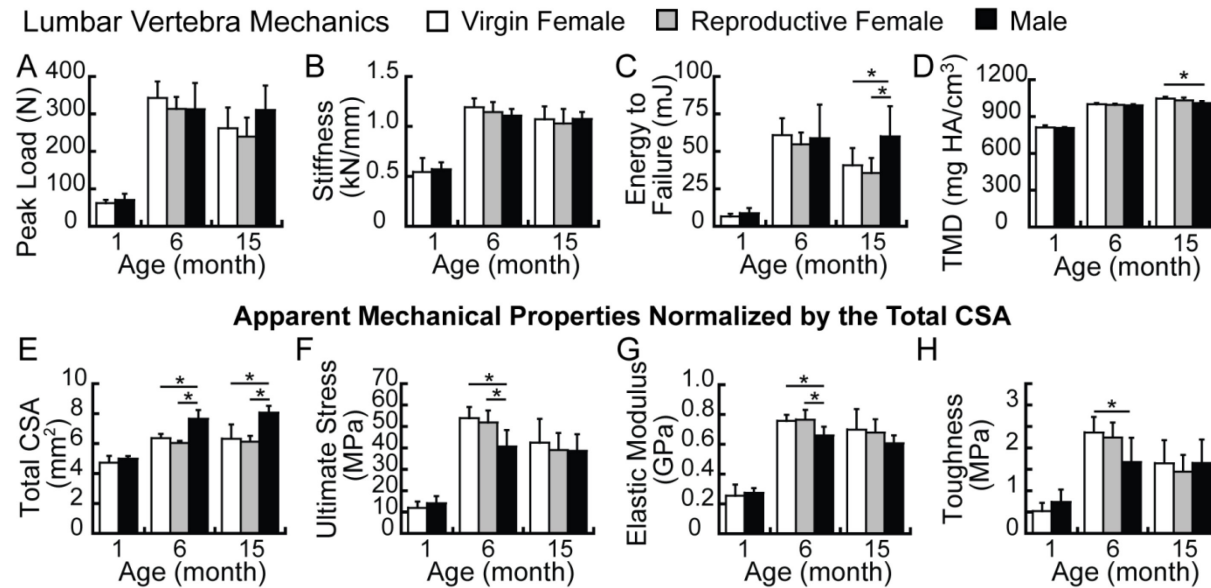 Lumbar Vertebra Mechanics Virgin Female Reproductive Female Male
A
Peak Load (N)
400
300
200
100
0
1 6 15
Age (month)
B
Stiffness
(kN/mm)
1.5
1.0
0.5
0
1 6 15
Age (month)
C
Energy to
Failure (mJ)
100
75
50
25
0
* 
*
1 6 15
Age (month)
D
TMD (mg HA/cm³)
1200
900
600
300
0
*
1 6 15
Age (month)
Apparent Mechanical Properties Normalized by the Total CSA
E
Total CSA
(mm²)
10
8
6
4
2
0
* *
* *
1 6 15
Age (month)
F
Ultimate Stress
(MPa)
60
50
40
30
20
10
0
*
*
1 6 15
Age (month)
G
Elastic Modulus
(GPa)
1.0
0.8
0.6
0.4
0.2
0
*
*
1 6 15
Age (month)
H
Toughness
(MPa)
2
2
1
1
0
*
1 6 15
Age (month)